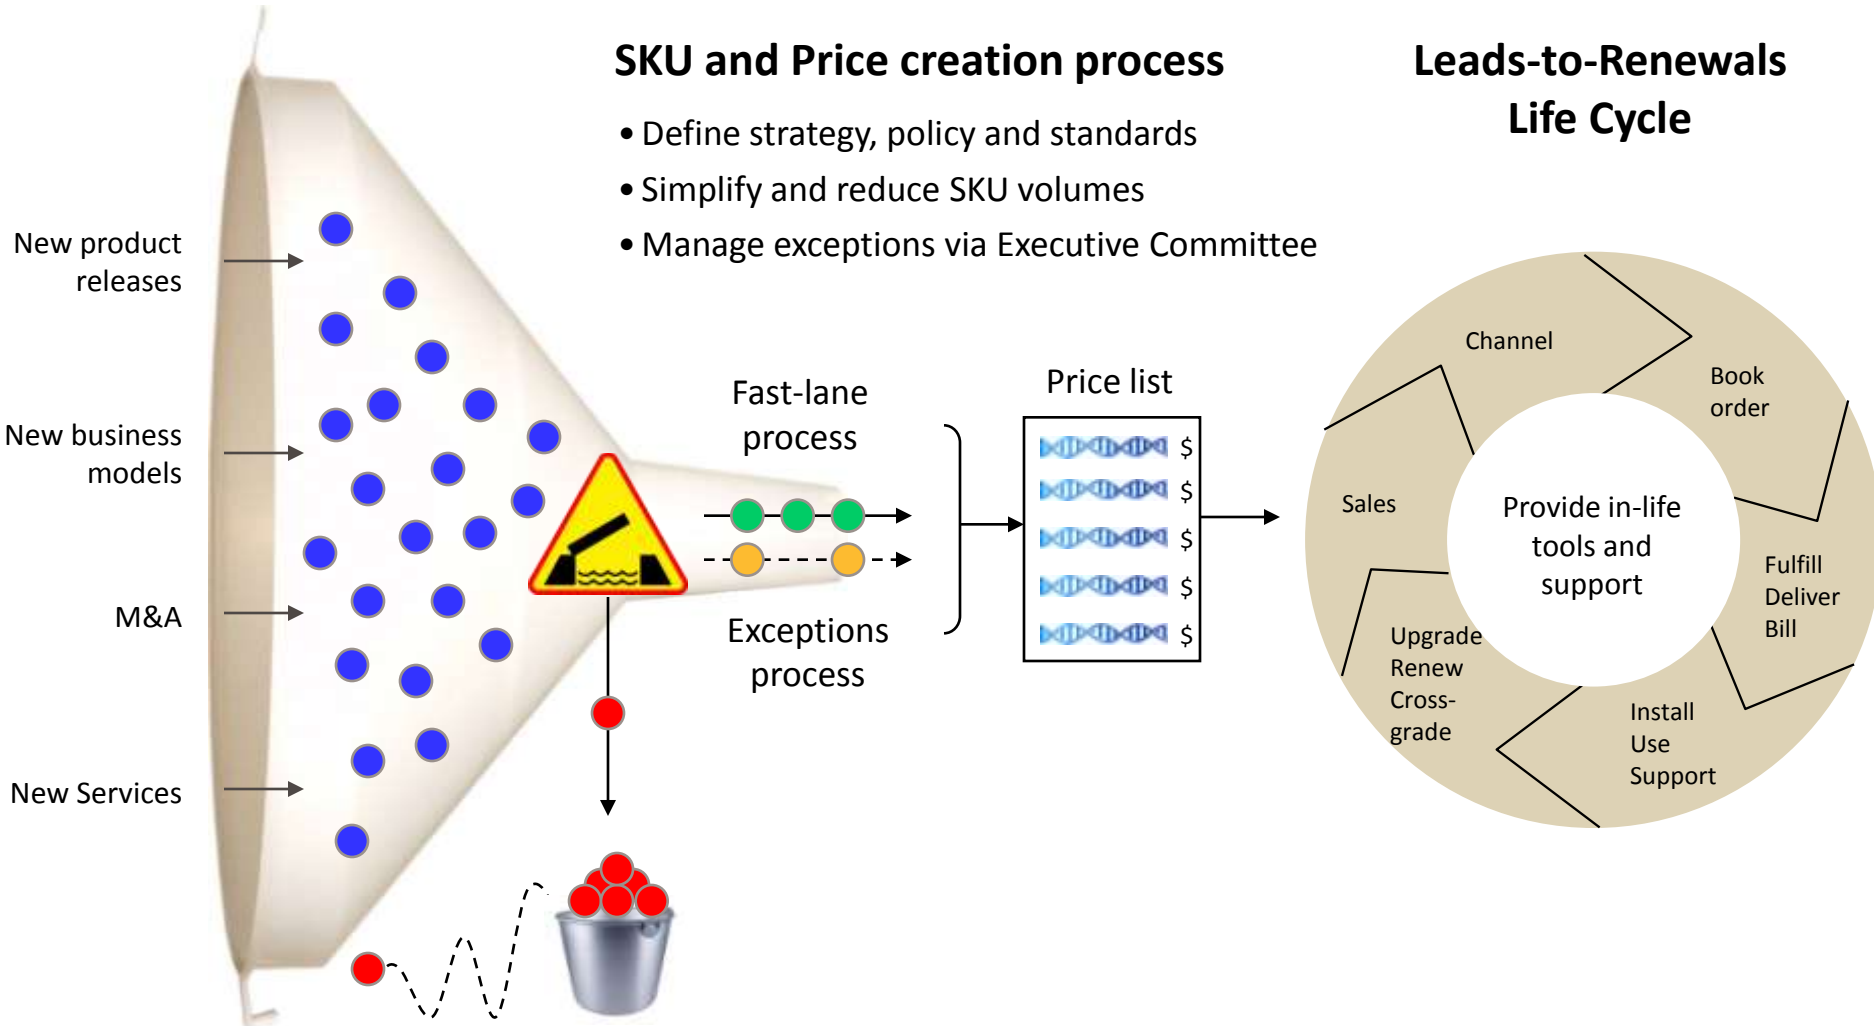 SKU and Price creation process
• Define strategy, policy and standards
• Simplify and reduce SKU volumes
• Manage exceptions via Executive Committee
Leads-to-Renewals
Life Cycle
New product
releases
New business
models
M&A
New Services
Fast-lane
process
Exceptions
process
Price list
$
$
$
$
$
Channel
Book
order
Sales
Provide in-life
tools and
support
Fulfill
Deliver
Bill
Upgrade
Renew
Cross-
grade
Install
Use
Support